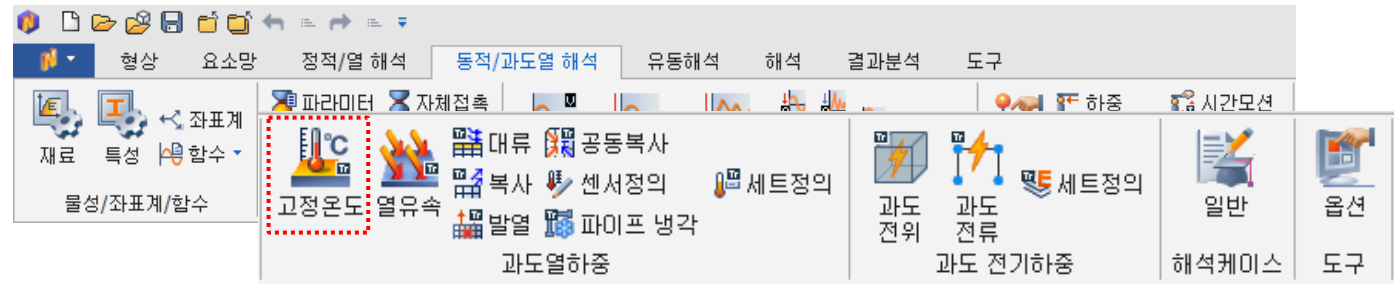 형상 요소망 정적/열 해석 동적/과도열 해석 유동해석 해석 결과분석 도구
파라미터 자체접촉 하중 시간모션
재료 특성 좌표계 함수
물성/좌표계/함수
고정온도 열유속 대류 공동복사
복사 센서정의 세트정의
발열 파이프 냉각
과도열하중
과도 전위 과도 전류 세트정의
과도 전기하중
일반
해석케이스
옵션
도구